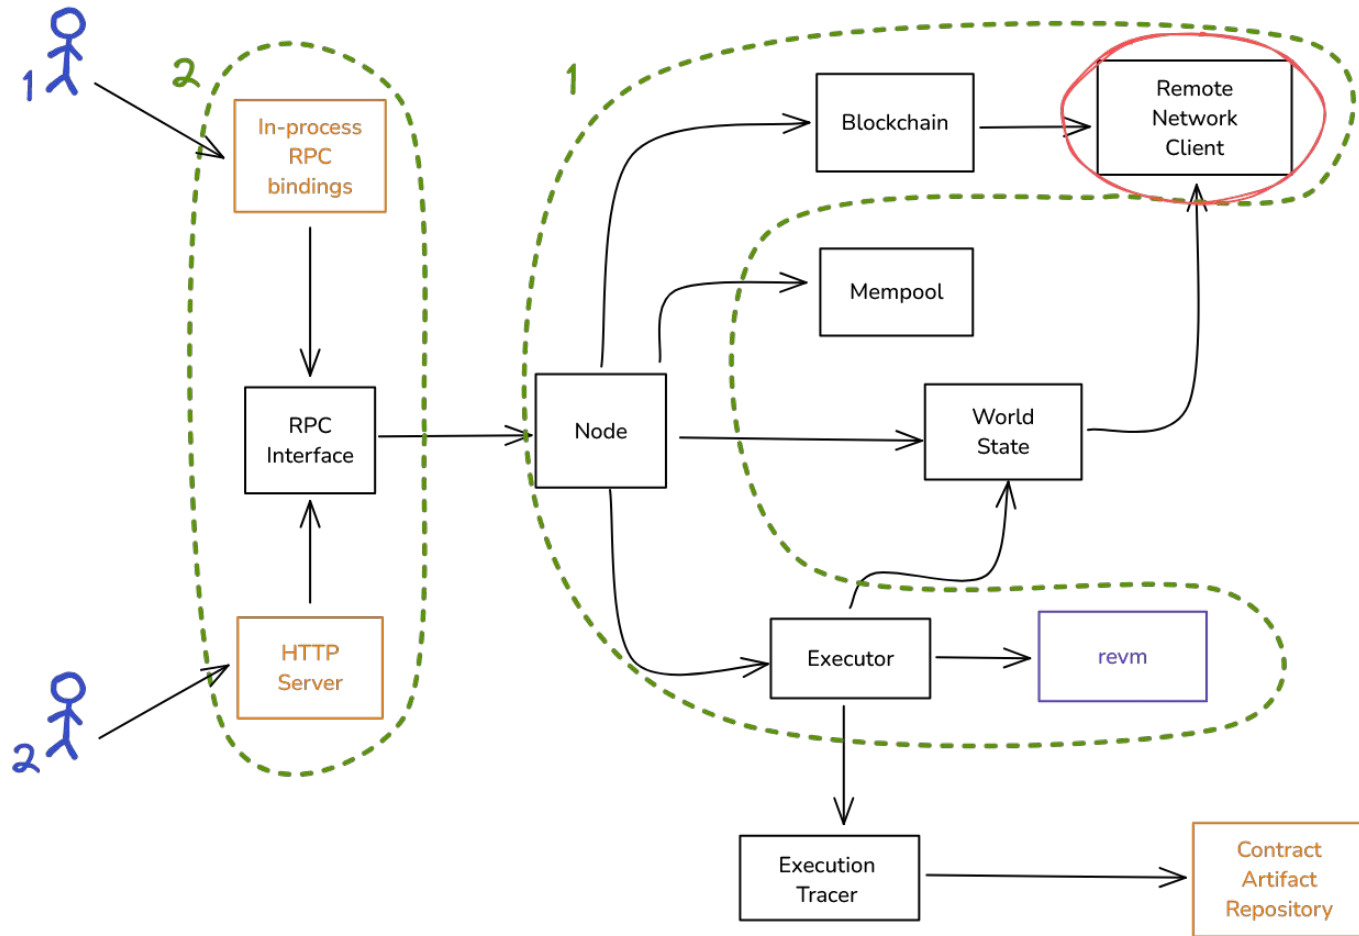 1
2
In-process
RPC
bindings
RPC
Interface
HTTP
Server
2
1
Blockchain
Remote
Network
Client
Mempool
Node
World
State
Executor
revm
Execution
Tracer
Contract
Artifact
Repository